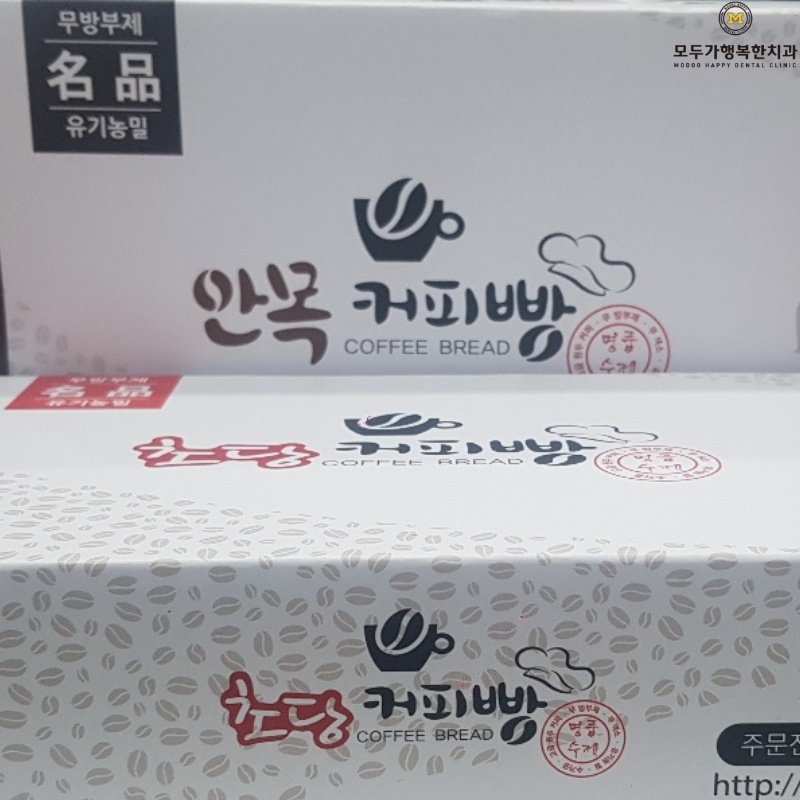 무방부제
名品
유기농밀
모두가행복한치과
MODOO HAPPY DENTAL CLINIC
안목 커피빵
COFFEE BREAD
명품
수제
무방부제
名品
유기농밀
초당 커피빵
COFFEE BREAD
명품
수제
초당 커피빵
COFFEE BREAD
명품
수제
주문전
http://